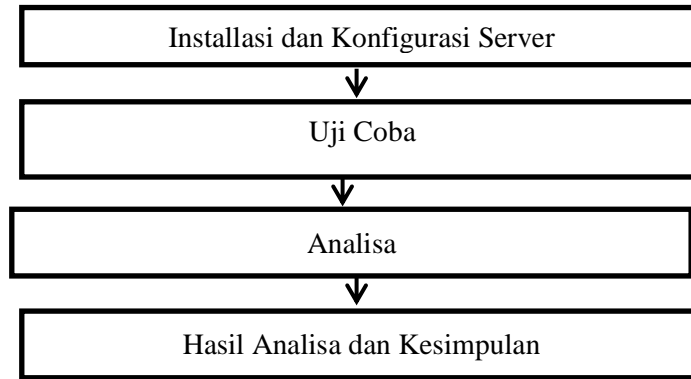 Installasi dan Konfigurasi Server
Uji Coba
Analisa
Hasil Analisa dan Kesimpulan